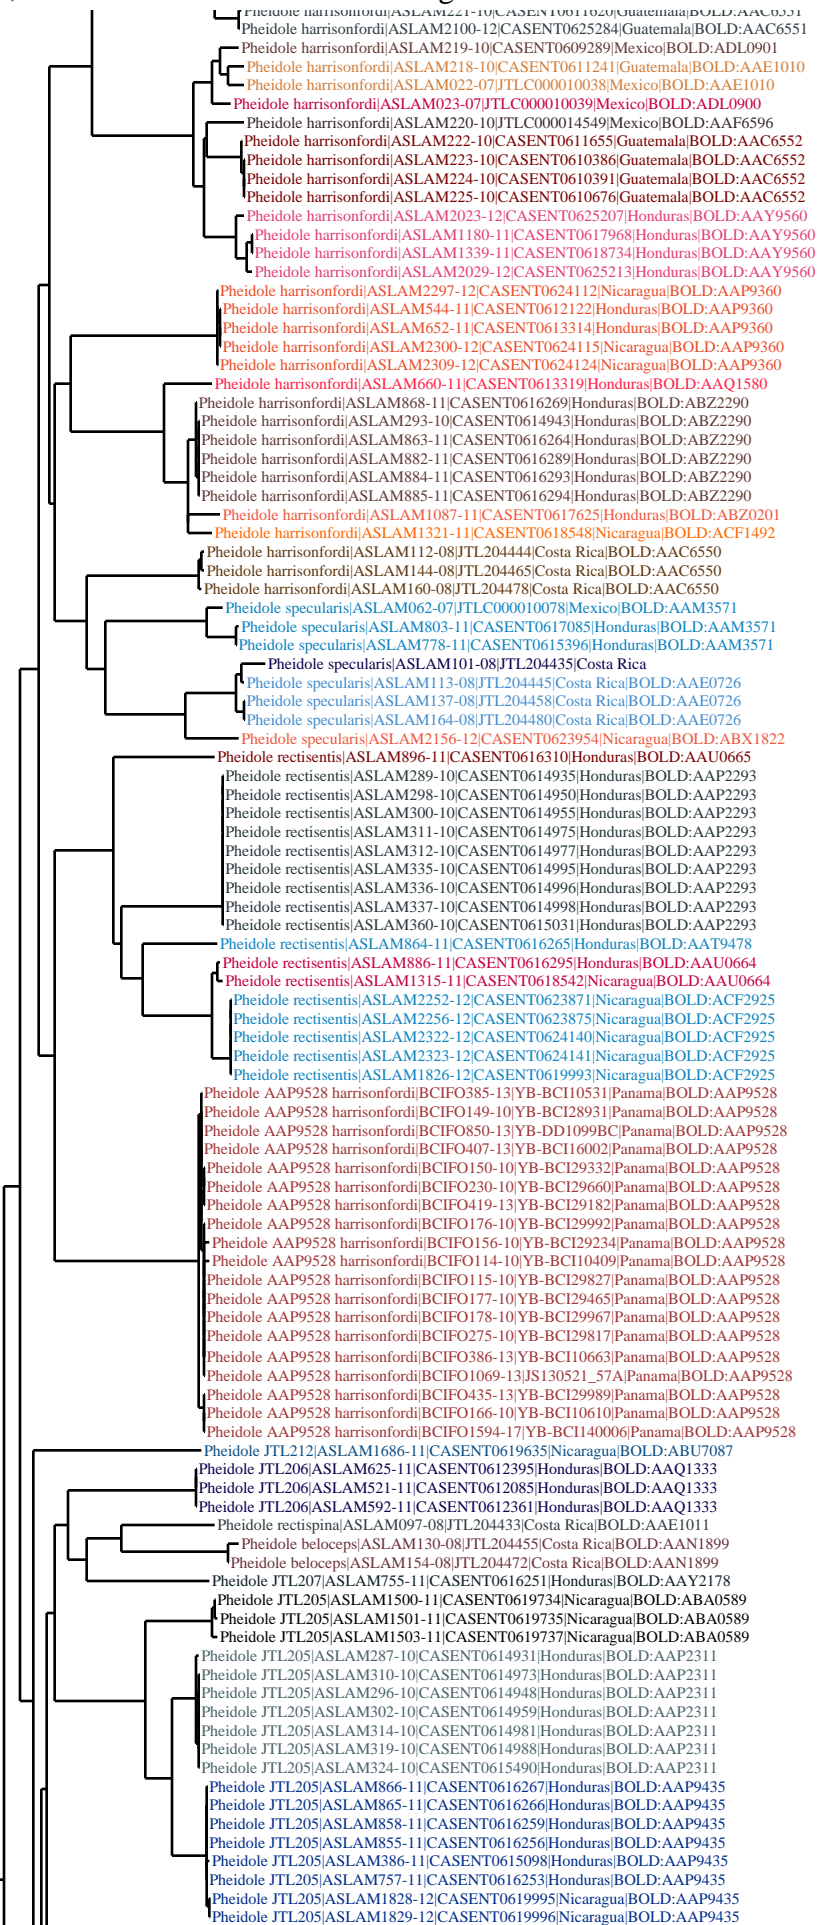 Pheidole harrisonfordi|ASLAM221-10|CASENT0611620|Guatemala|BOLD:AAC6551
Pheidole harrisonfordi|ASLAM2100-12|CASENT0625284|Guatemala|BOLD:AAC6551
Pheidole harrisonfordi|ASLAM219-10|CASENT0609289|Mexico|BOLD:ADL0901
Pheidole harrisonfordi|ASLAM218-10|CASENT0611241|Guatemala|BOLD:AAE1010
Pheidole harrisonfordi|ASLAM022-07|JTLC000010038|Mexico|BOLD:AAE1010
Pheidole harrisonfordi|ASLAM023-07|JTLC000010039|Mexico|BOLD:ADL0900
Pheidole harrisonfordi|ASLAM220-10|JTLC000014549|Mexico|BOLD:AAF6596
Pheidole harrisonfordi|ASLAM222-10|CASENT0611655|Guatemala|BOLD:AAC6552
Pheidole harrisonfordi|ASLAM223-10|CASENT0610386|Guatemala|BOLD:AAC6552
Pheidole harrisonfordi|ASLAM224-10|CASENT0610391|Guatemala|BOLD:AAC6552
Pheidole harrisonfordi|ASLAM225-10|CASENT0610676|Guatemala|BOLD:AAC6552
Pheidole harrisonfordi|ASLAM2023-12|CASENT0625207|Honduras|BOLD:AAY9560
Pheidole harrisonfordi|ASLAM1180-11|CASENT0617968|Honduras|BOLD:AAY9560
Pheidole harrisonfordi|ASLAM1339-11|CASENT0618734|Honduras|BOLD:AAY9560
Pheidole harrisonfordi|ASLAM2029-12|CASENT0625213|Honduras|BOLD:AAY9560
Pheidole harrisonfordi|ASLAM2297-12|CASENT0624112|Nicaragua|BOLD:AAP9360
Pheidole harrisonfordi|ASLAM544-11|CASENT0612122|Honduras|BOLD:AAP9360
Pheidole harrisonfordi|ASLAM652-11|CASENT0613314|Honduras|BOLD:AAP9360
Pheidole harrisonfordi|ASLAM2300-12|CASENT0624115|Nicaragua|BOLD:AAP9360
Pheidole harrisonfordi|ASLAM2309-12|CASENT0624124|Nicaragua|BOLD:AAP9360
Pheidole harrisonfordi|ASLAM660-11|CASENT0613319|Honduras|BOLD:AAQ1580
Pheidole harrisonfordi|ASLAM868-11|CASENT0616269|Honduras|BOLD:ABZ2290
Pheidole harrisonfordi|ASLAM293-10|CASENT0614943|Honduras|BOLD:ABZ2290
Pheidole harrisonfordi|ASLAM863-11|CASENT0616264|Honduras|BOLD:ABZ2290
Pheidole harrisonfordi|ASLAM882-11|CASENT0616289|Honduras|BOLD:ABZ2290
Pheidole harrisonfordi|ASLAM884-11|CASENT0616293|Honduras|BOLD:ABZ2290
Pheidole harrisonfordi|ASLAM885-11|CASENT0616294|Honduras|BOLD:ABZ2290
Pheidole harrisonfordi|ASLAM1087-11|CASENT0617625|Honduras|BOLD:ABZ0201
Pheidole harrisonfordi|ASLAM1321-11|CASENT0618548|Nicaragua|BOLD:ACF1492
Pheidole harrisonfordi|ASLAM112-08|JTL204444|Costa Rica|BOLD:AAC6550
Pheidole harrisonfordi|ASLAM144-08|JTL204465|Costa Rica|BOLD:AAC6550
Pheidole harrisonfordi|ASLAM160-08|JTL204478|Costa Rica|BOLD:AAC6550
Pheidole specularis|ASLAM062-07|JTLC000010078|Mexico|BOLD:AAM3571
Pheidole specularis|ASLAM803-11|CASENT0617085|Honduras|BOLD:AAM3571
Pheidole specularis|ASLAM778-11|CASENT0615396|Honduras|BOLD:AAM3571
Pheidole specularis|ASLAM101-08|JTL204435|Costa Rica
Pheidole specularis|ASLAM113-08|JTL204445|Costa Rica|BOLD:AAE0726
Pheidole specularis|ASLAM137-08|JTL204458|Costa Rica|BOLD:AAE0726
Pheidole specularis|ASLAM164-08|JTL204480|Costa Rica|BOLD:AAE0726
Pheidole specularis|ASLAM2156-12|CASENT0623954|Nicaragua|BOLD:ABX1822
Pheidole rectisentis|ASLAM896-11|CASENT0616310|Honduras|BOLD:AAU0665
Pheidole rectisentis|ASLAM289-10|CASENT0614935|Honduras|BOLD:AAP2293
Pheidole rectisentis|ASLAM298-10|CASENT0614950|Honduras|BOLD:AAP2293
Pheidole rectisentis|ASLAM300-10|CASENT0614955|Honduras|BOLD:AAP2293
Pheidole rectisentis|ASLAM311-10|CASENT0614975|Honduras|BOLD:AAP2293
Pheidole rectisentis|ASLAM312-10|CASENT0614977|Honduras|BOLD:AAP2293
Pheidole rectisentis|ASLAM335-10|CASENT0614995|Honduras|BOLD:AAP2293
Pheidole rectisentis|ASLAM336-10|CASENT0614996|Honduras|BOLD:AAP2293
Pheidole rectisentis|ASLAM337-10|CASENT0614998|Honduras|BOLD:AAP2293
Pheidole rectisentis|ASLAM360-10|CASENT0615031|Honduras|BOLD:AAP2293
Pheidole rectisentis|ASLAM864-11|CASENT0616265|Honduras|BOLD:AAT9478
Pheidole rectisentis|ASLAM886-11|CASENT0616295|Honduras|BOLD:AAU0664
Pheidole rectisentis|ASLAM1315-11|CASENT0618542|Nicaragua|BOLD:AAU0664
Pheidole rectisentis|ASLAM2252-12|CASENT0623871|Nicaragua|BOLD:ACF2925
Pheidole rectisentis|ASLAM2256-12|CASENT0623875|Nicaragua|BOLD:ACF2925
Pheidole rectisentis|ASLAM2322-12|CASENT0624140|Nicaragua|BOLD:ACF2925
Pheidole rectisentis|ASLAM2323-12|CASENT0624141|Nicaragua|BOLD:ACF2925
Pheidole rectisentis|ASLAM1826-12|CASENT0619993|Nicaragua|BOLD:ACF2925
Pheidole AAP9528 harrisonfordi|BCIFO385-13|YB-BCI10531|Panama|BOLD:AAP9528
Pheidole AAP9528 harrisonfordi|BCIFO149-10|YB-BCI28931|Panama|BOLD:AAP9528
Pheidole AAP9528 harrisonfordi|BCIFO850-13|YB-DD1099BC|Panama|BOLD:AAP9528
Pheidole AAP9528 harrisonfordi|BCIFO407-13|YB-BCI16002|Panama|BOLD:AAP9528
Pheidole AAP9528 harrisonfordi|BCIFO150-10|YB-BCI29332|Panama|BOLD:AAP9528
Pheidole AAP9528 harrisonfordi|BCIFO230-10|YB-BCI29660|Panama|BOLD:AAP9528
Pheidole AAP9528 harrisonfordi|BCIFO419-13|YB-BCI29182|Panama|BOLD:AAP9528
Pheidole AAP9528 harrisonfordi|BCIFO176-10|YB-BCI29992|Panama|BOLD:AAP9528
Pheidole AAP9528 harrisonfordi|BCIFO156-10|YB-BCI29234|Panama|BOLD:AAP9528
Pheidole AAP9528 harrisonfordi|BCIFO114-10|YB-BCI10409|Panama|BOLD:AAP9528
Pheidole AAP9528 harrisonfordi|BCIFO115-10|YB-BCI29827|Panama|BOLD:AAP9528
Pheidole AAP9528 harrisonfordi|BCIFO177-10|YB-BCI29465|Panama|BOLD:AAP9528
Pheidole AAP9528 harrisonfordi|BCIFO178-10|YB-BCI29967|Panama|BOLD:AAP9528
Pheidole AAP9528 harrisonfordi|BCIFO275-10|YB-BCI29817|Panama|BOLD:AAP9528
Pheidole AAP9528 harrisonfordi|BCIFO386-13|YB-BCI10663|Panama|BOLD:AAP9528
Pheidole AAP9528 harrisonfordi|BCIFO1069-13|JS130521_57A|Panama|BOLD:AAP9528
Pheidole AAP9528 harrisonfordi|BCIFO435-13|YB-BCI29989|Panama|BOLD:AAP9528
Pheidole AAP9528 harrisonfordi|BCIFO166-10|YB-BCI10610|Panama|BOLD:AAP9528
Pheidole AAP9528 harrisonfordi|BCIFO1594-17|YB-BCI140006|Panama|BOLD:AAP9528
Pheidole JTL212|ASLAM1686-11|CASENT0619635|Nicaragua|BOLD:ABU7087
Pheidole JTL206|ASLAM625-11|CASENT0612395|Honduras|BOLD:AAQ1333
Pheidole JTL206|ASLAM521-11|CASENT0612085|Honduras|BOLD:AAQ1333
Pheidole JTL206|ASLAM592-11|CASENT0612361|Honduras|BOLD:AAQ1333
Pheidole rectispina|ASLAM097-08|JTL204433|Costa Rica|BOLD:AAE1011
Pheidole beloceps|ASLAM130-08|JTL204455|Costa Rica|BOLD:AAN1899
Pheidole beloceps|ASLAM154-08|JTL204472|Costa Rica|BOLD:AAN1899
Pheidole JTL207|ASLAM755-11|CASENT0616251|Honduras|BOLD:AAY2178
Pheidole JTL205|ASLAM1500-11|CASENT0619734|Nicaragua|BOLD:ABA0589
Pheidole JTL205|ASLAM1501-11|CASENT0619735|Nicaragua|BOLD:ABA0589
Pheidole JTL205|ASLAM1503-11|CASENT0619737|Nicaragua|BOLD:ABA0589
Pheidole JTL205|ASLAM287-10|CASENT0614931|Honduras|BOLD:AAP2311
Pheidole JTL205|ASLAM310-10|CASENT0614973|Honduras|BOLD:AAP2311
Pheidole JTL205|ASLAM296-10|CASENT0614948|Honduras|BOLD:AAP2311
Pheidole JTL205|ASLAM302-10|CASENT0614959|Honduras|BOLD:AAP2311
Pheidole JTL205|ASLAM314-10|CASENT0614981|Honduras|BOLD:AAP2311
Pheidole JTL205|ASLAM319-10|CASENT0614988|Honduras|BOLD:AAP2311
Pheidole JTL205|ASLAM324-10|CASENT0615490|Honduras|BOLD:AAP2311
Pheidole JTL205|ASLAM866-11|CASENT0616267|Honduras|BOLD:AAP9435
Pheidole JTL205|ASLAM865-11|CASENT0616266|Honduras|BOLD:AAP9435
Pheidole JTL205|ASLAM858-11|CASENT0616259|Honduras|BOLD:AAP9435
Pheidole JTL205|ASLAM855-11|CASENT0616256|Honduras|BOLD:AAP9435
Pheidole JTL205|ASLAM386-11|CASENT0615098|Honduras|BOLD:AAP9435
Pheidole JTL205|ASLAM757-11|CASENT0616253|Honduras|BOLD:AAP9435
Pheidole JTL205|ASLAM1828-12|CASENT0619995|Nicaragua|BOLD:AAP9435
Pheidole JTL205|ASLAM1829-12|CASENT0619996|Nicaragua|BOLD:AAP9435